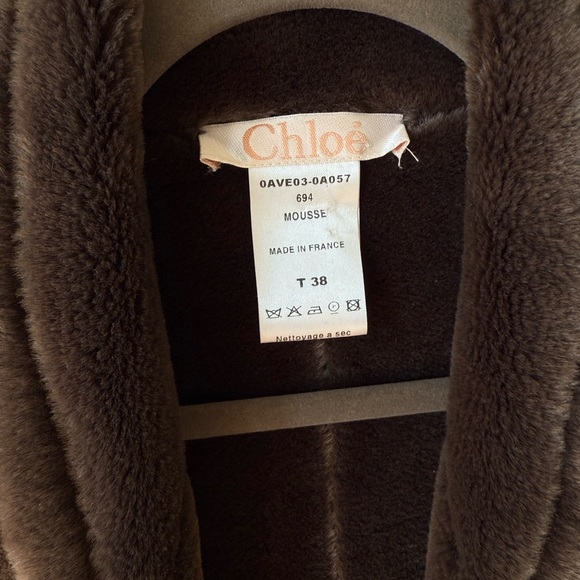 Chloé
0AVE03-0A057
694
MOUSSE
MADE IN FRANCE
T 38
Nettoyage a sec